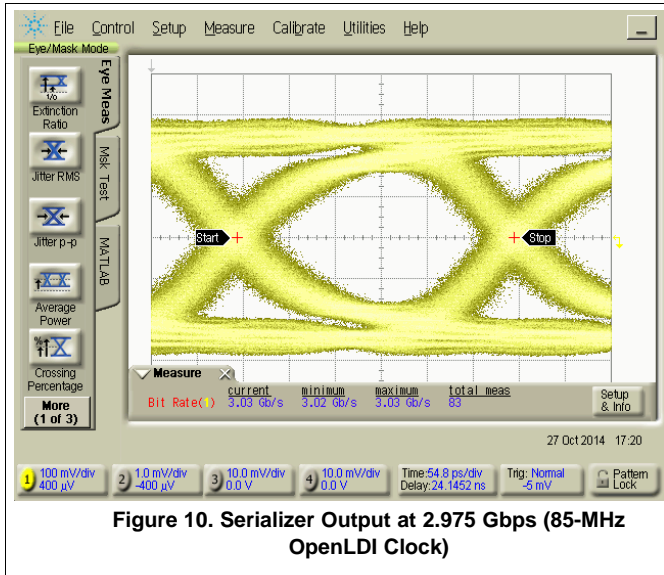 File Control Setup Measure Calibrate Utilities Help
Eye/Mask Mode
Eye Meas
Msk Test
MATLAB
1/0
Extinction
Ratio
Jitter RMS
Jitter p-p
Average
Power
%
Crossing
Percentage
More
(1 of 3)
Start
Stop
Measure
current minimum maximum total meas
Bit Rate(1) 3.03 Gb/s 3.02 Gb/s 3.03 Gb/s 83
Setup
& Info
27 Oct 2014 17:20
1 100 mV/div
400 µV
2 1.0 mV/div
-400 µV
3 10.0 mV/div
0.0 V
4 10.0 mV/div
0.0 V
Time:54.8 ps/div
Delay:24.1452 ns
Trig: Normal
-5 mV
Pattern
Lock
Figure 10. Serializer Output at 2.975 Gbps (85-MHz
OpenLDI Clock)